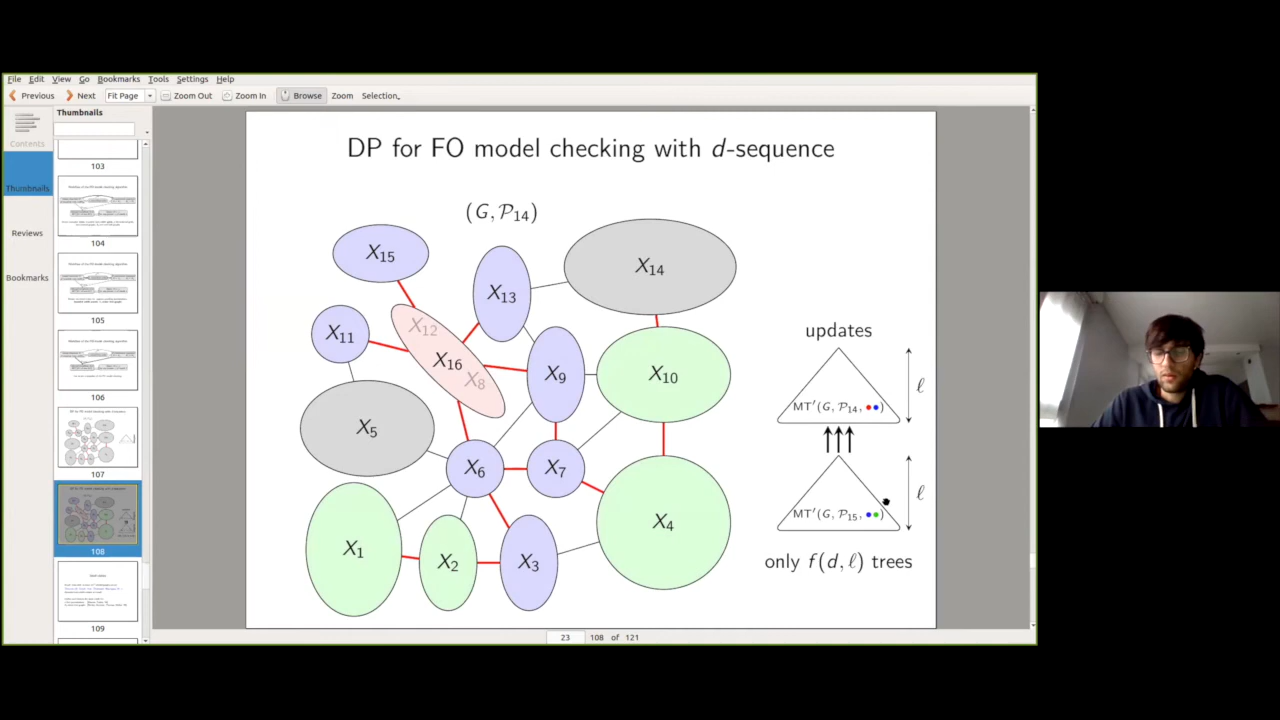 File Edit View Go Bookmarks Tools Settings Help
Previous Next Fit Page Zoom Out Zoom In Browse Zoom Selection
Thumbnails
Contents
Thumbnails
Reviews
Bookmarks
103
104
105
106
107
108
109
DP for FO model checking with d-sequence
(G, P₁₄)
X₁₅
X₁₃
X₁₄
X₁₁
X₁₂
X₁₆
X₈
X₉
X₁₀
X₅
X₆
X₇
X₄
X₁
X₂
X₃
updates
MT′(G, P₁₄, ●●)
ℓ
MT′(G, P₁₅, ●●)
ℓ
only f(d, ℓ) trees
23 108 of 121